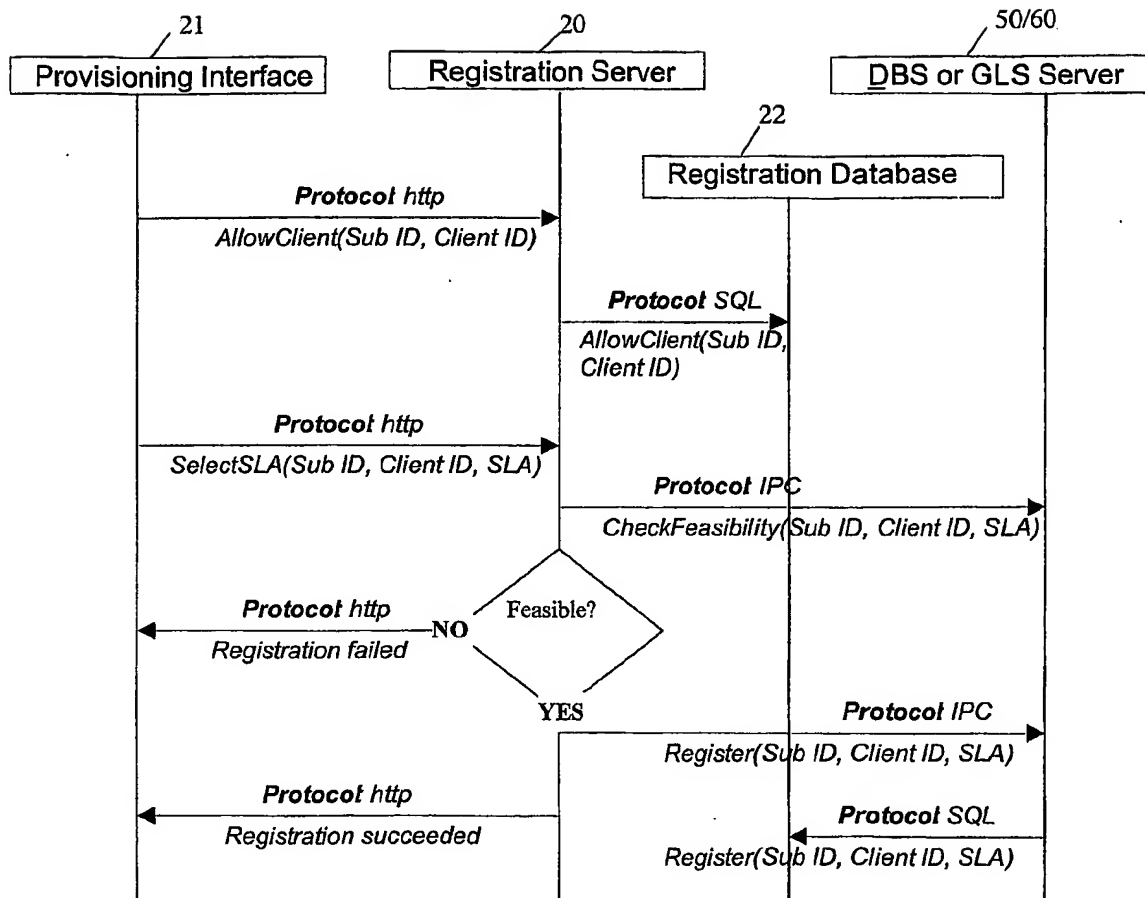 21
20
50/60
Provisioning Interface
Registration Server
DBS or GLS Server
22
Registration Database
Protocol http
AllowClient(Sub ID, Client ID)
Protocol SQL
AllowClient(Sub ID,
Client ID)
Protocol http
SelectSLA(Sub ID, Client ID, SLA)
Protocol IPC
CheckFeasibility(Sub ID, Client ID, SLA)
Feasible?
Protocol http
NO
Registration failed
YES
Protocol IPC
Register(Sub ID, Client ID, SLA)
Protocol http
Registration succeeded
Protocol SQL
Register(Sub ID, Client ID, SLA)